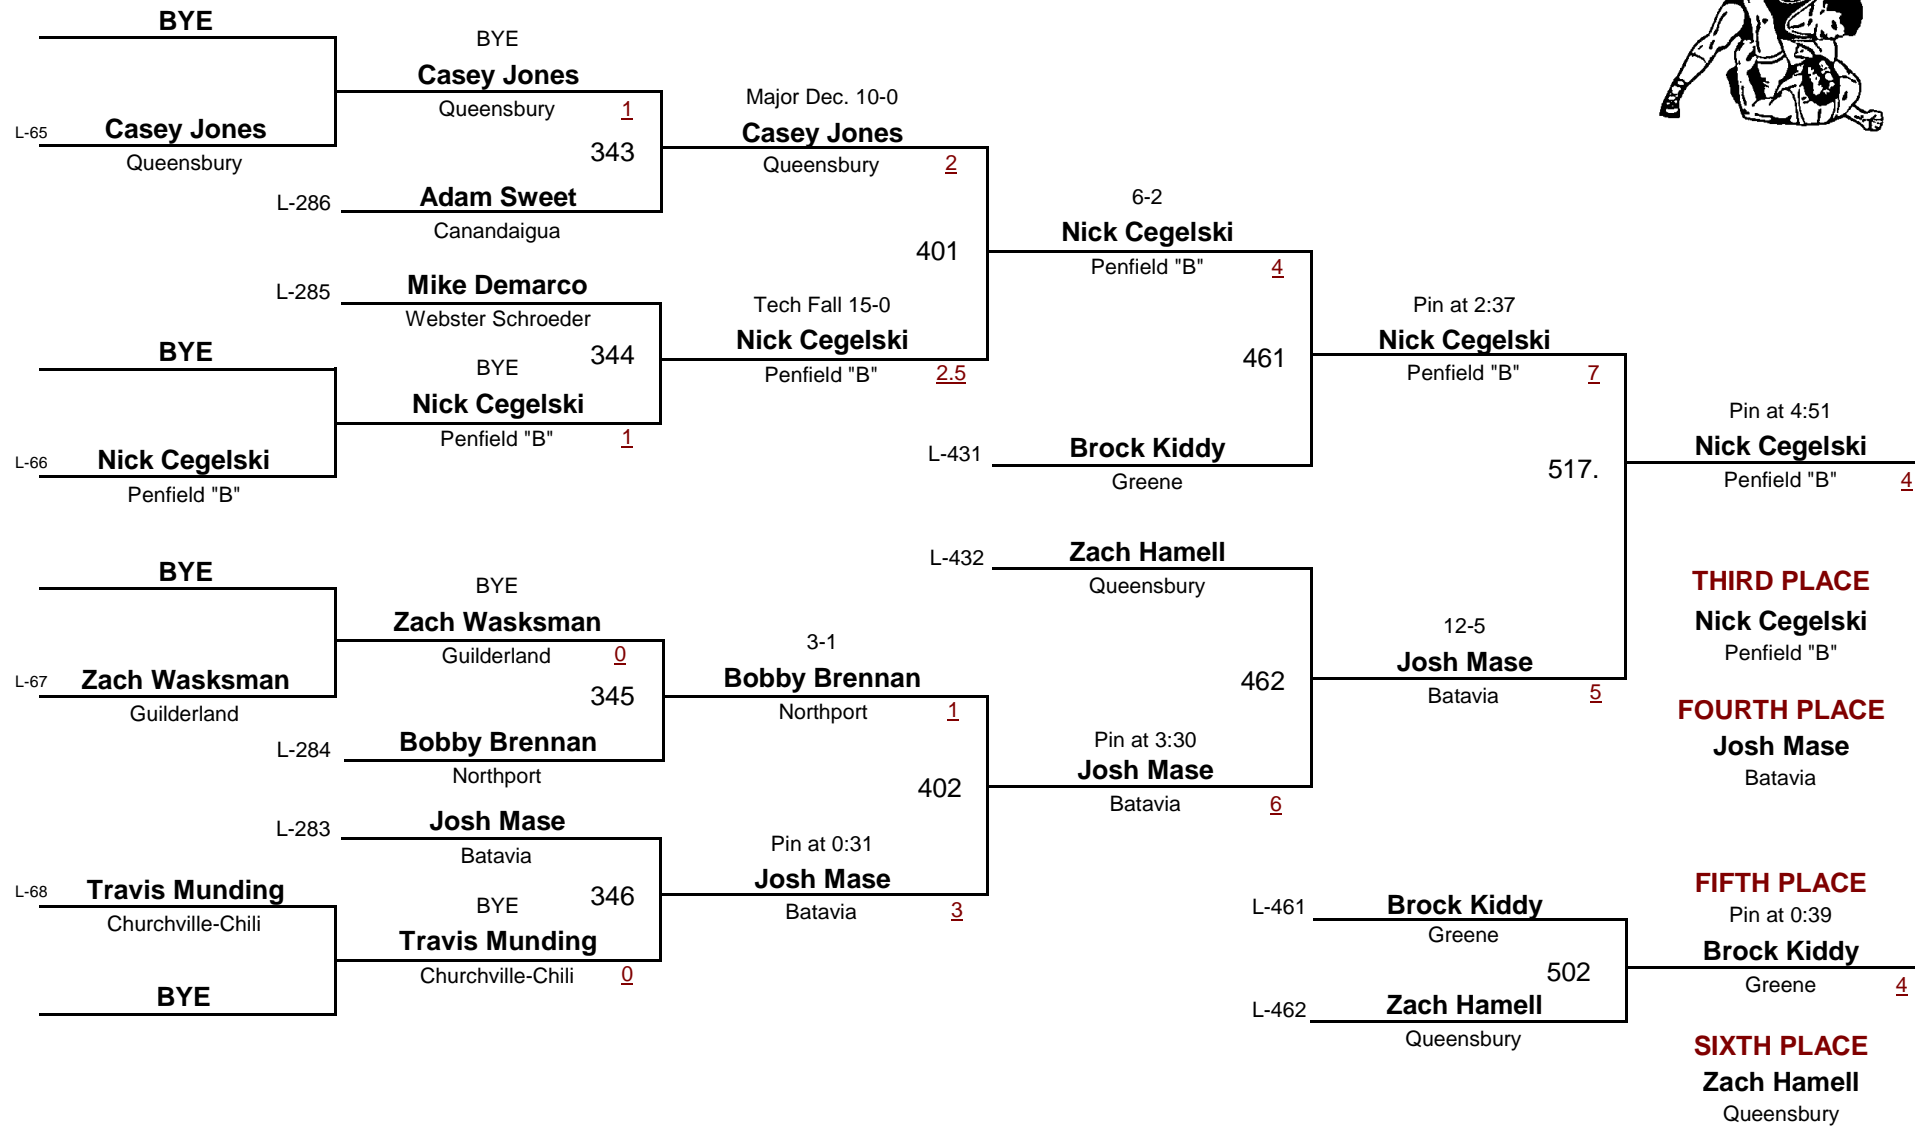 BYE
L-65 Casey Jones
Queensbury
BYE
Casey Jones
Queensbury 1
343
L-286 Adam Sweet
Canandaigua
L-285 Mike Demarco
Webster Schroeder
344
BYE
BYE
Nick Cegelski
Penfield "B" 1
L-66 Nick Cegelski
Penfield "B"
Major Dec. 10-0
Casey Jones
Queensbury 2
401
Tech Fall 15-0
Nick Cegelski
Penfield "B" 2.5
6-2
Nick Cegelski
Penfield "B" 4
461
L-431 Brock Kiddy
Greene
Pin at 2:37
Nick Cegelski
Penfield "B" 7
517.
Pin at 4:51
Nick Cegelski
Penfield "B" 4
BYE
L-67 Zach Wasksman
Guilderland
BYE
Zach Wasksman
Guilderland 0
345
L-284 Bobby Brennan
Northport
L-283 Josh Mase
Batavia
346
L-68 Travis Munding
Churchville-Chili
BYE
BYE
Travis Munding
Churchville-Chili 0
3-1
Bobby Brennan
Northport 1
402
Pin at 0:31
Josh Mase
Batavia 3
L-432 Zach Hamell
Queensbury
462
Pin at 3:30
Josh Mase
Batavia 6
12-5
Josh Mase
Batavia 5
THIRD PLACE
Nick Cegelski
Penfield "B"
FOURTH PLACE
Josh Mase
Batavia
L-461 Brock Kiddy
Greene
502
L-462 Zach Hamell
Queensbury
FIFTH PLACE
Pin at 0:39
Brock Kiddy
Greene 4
SIXTH PLACE
Zach Hamell
Queensbury